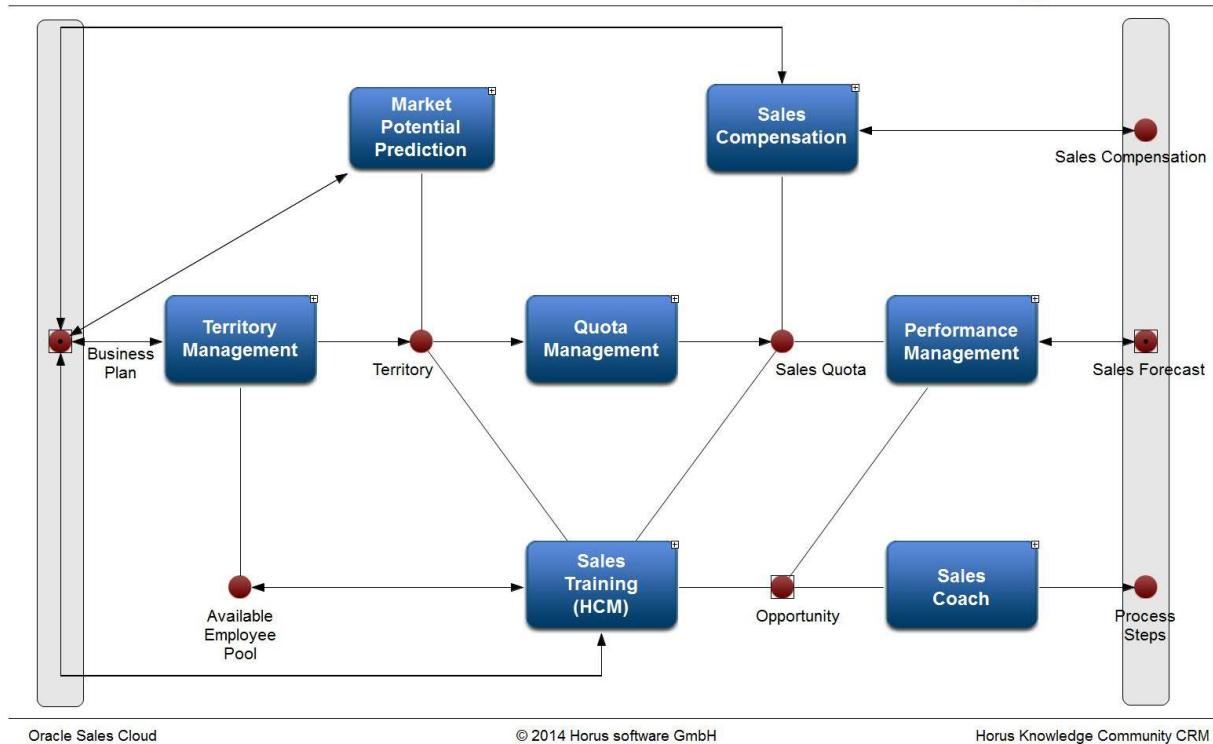 Market
Potential
Prediction
Sales
Compensation
Sales Compensation
Territory
Management
Quota
Management
Performance
Management
Business
Plan
Territory
Sales Quota
Sales Forecast
Sales
Training
(HCM)
Sales
Coach
Available
Employee
Pool
Opportunity
Process
Steps
Oracle Sales Cloud
© 2014 Horus software GmbH
Horus Knowledge Community CRM